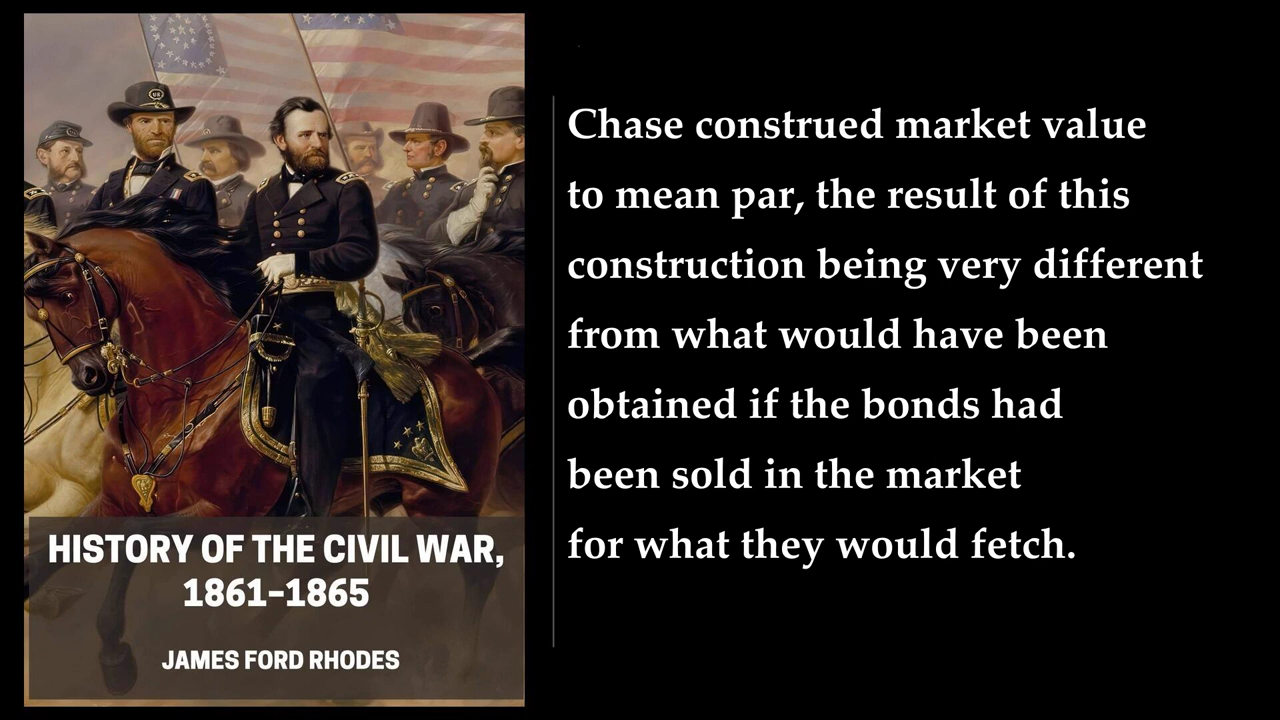 HISTORY OF THE CIVIL WAR,
1861–1865
JAMES FORD RHODES
Chase construed market value
to mean par, the result of this
construction being very different
from what would have been
obtained if the bonds had
been sold in the market
for what they would fetch.